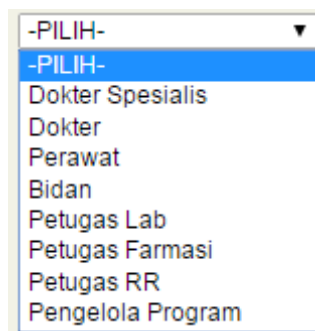 -PILIH-
-PILIH-
Dokter Spesialis
Dokter
Perawat
Bidan
Petugas Lab
Petugas Farmasi
Petugas RR
Pengelola Program